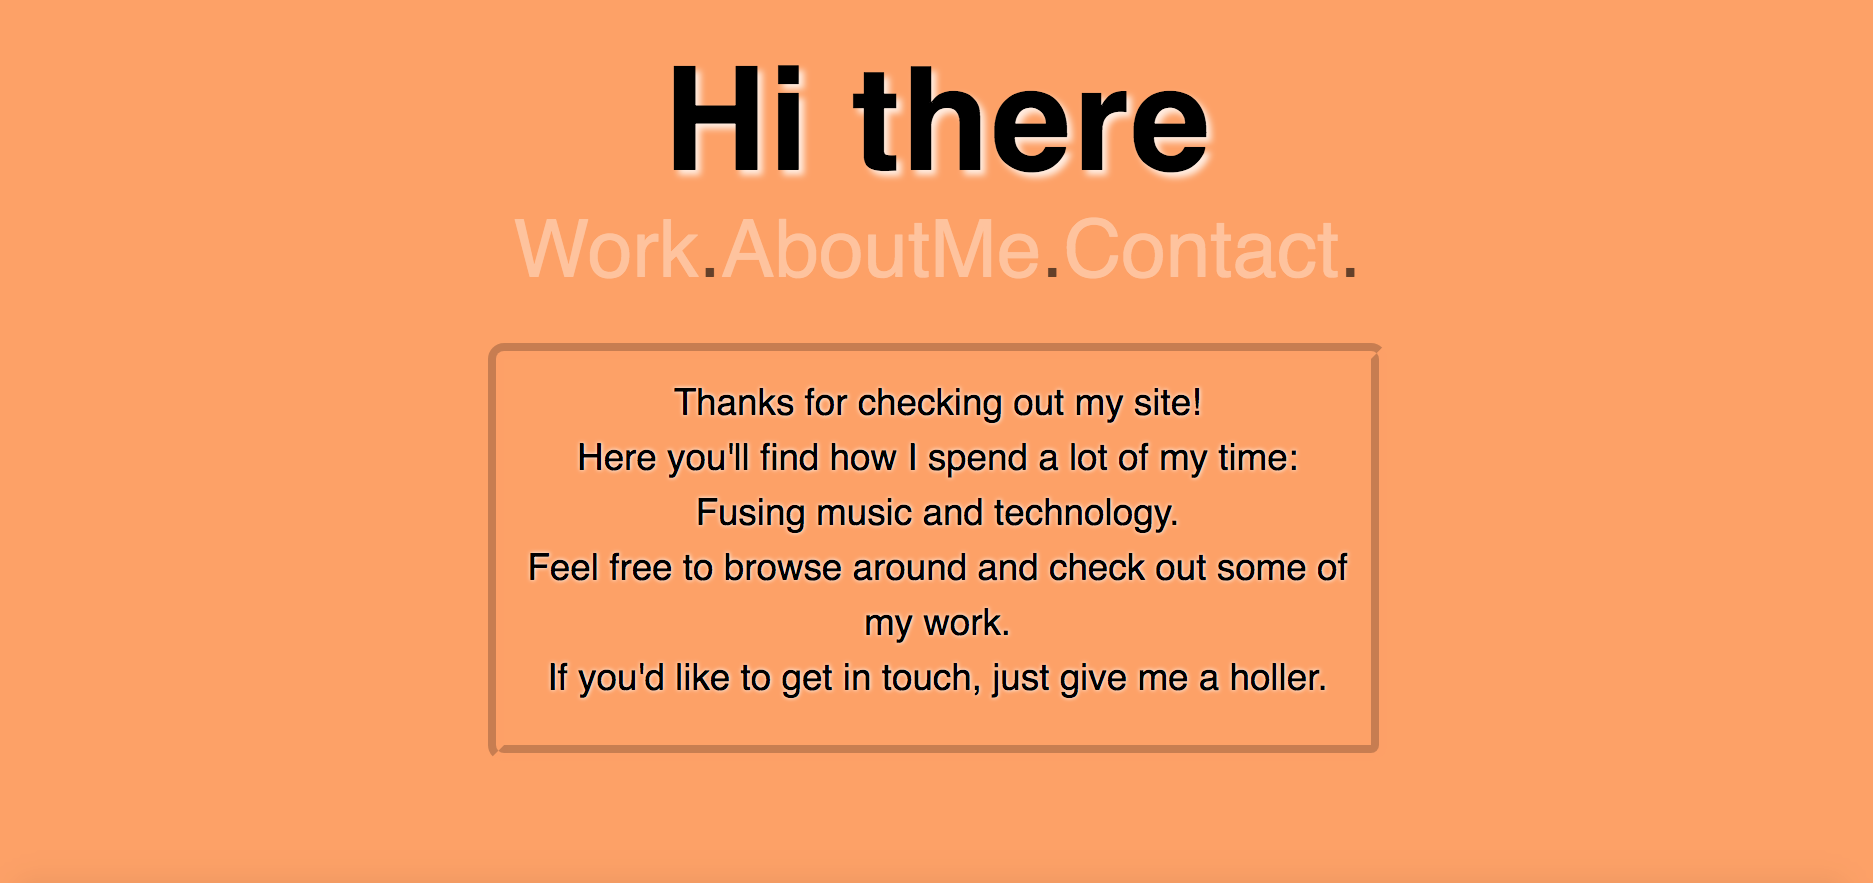 Hi there
Work.AboutMe.Contact.
Thanks for checking out my site!
Here you'll find how I spend a lot of my time:
Fusing music and technology.
Feel free to browse around and check out some of
my work.
If you'd like to get in touch, just give me a holler.